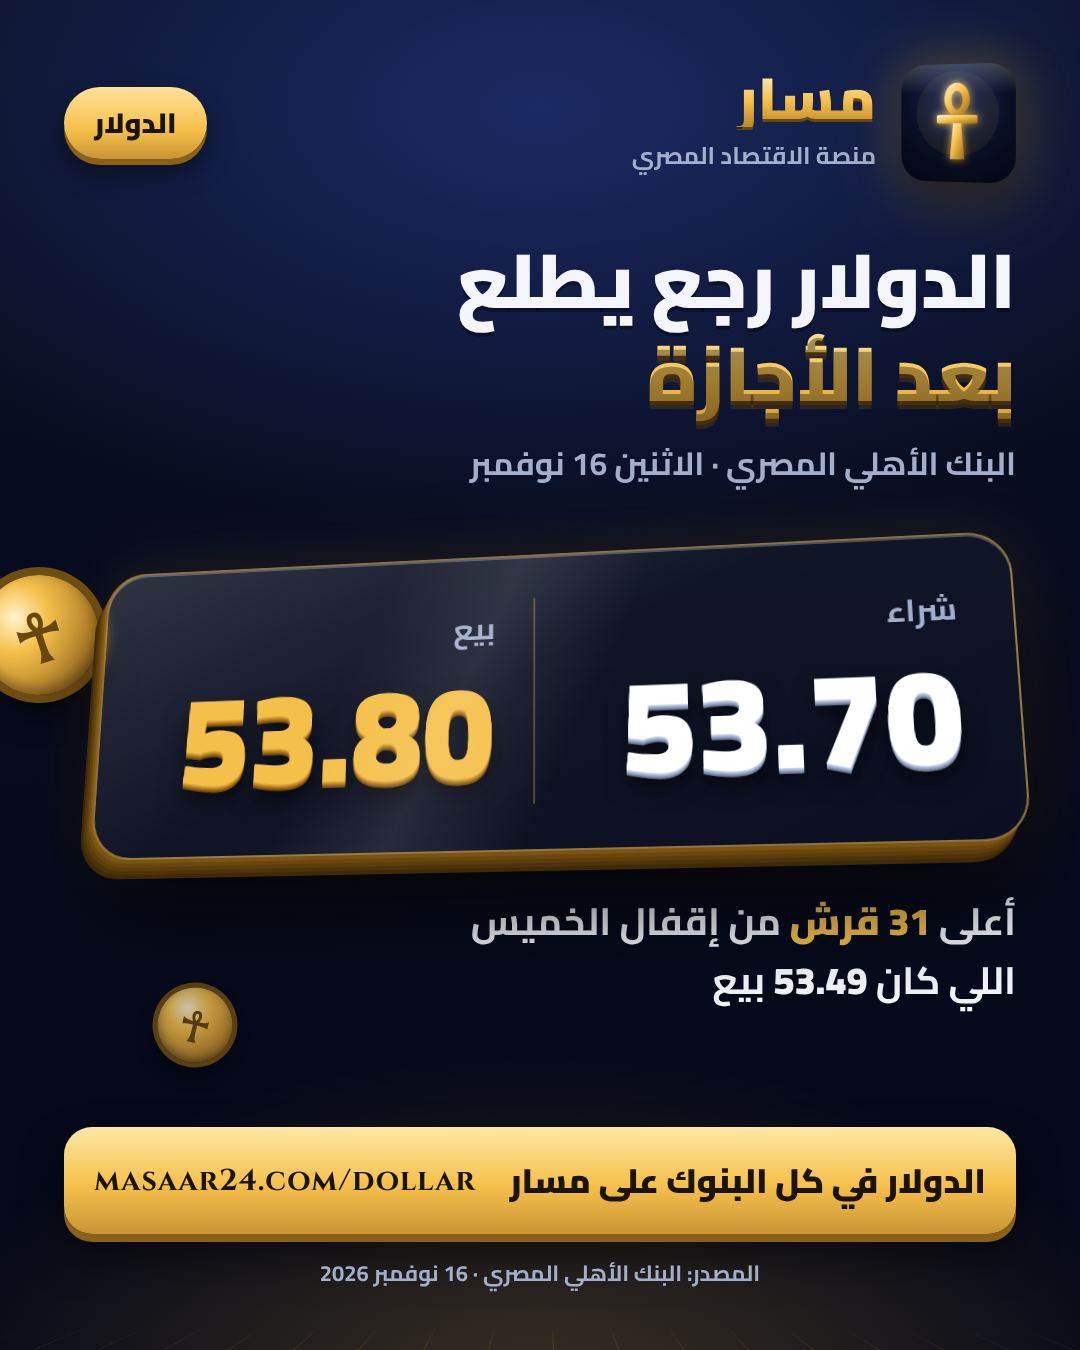 مسار
منصة الاقتصاد المصري
الدولار
الدولار رجع يطلع
بعد الأجازة
البنك الأهلي المصري · الاثنين 16 نوفمبر
شراء
53.70
بيع
53.80
أعلى 31 قرش من إقفال الخميس
اللي كان 53.49 بيع
الدولار في كل البنوك على مسار
MASAAR24.COM/DOLLAR
المصدر: البنك الأهلي المصري · 16 نوفمبر 2026